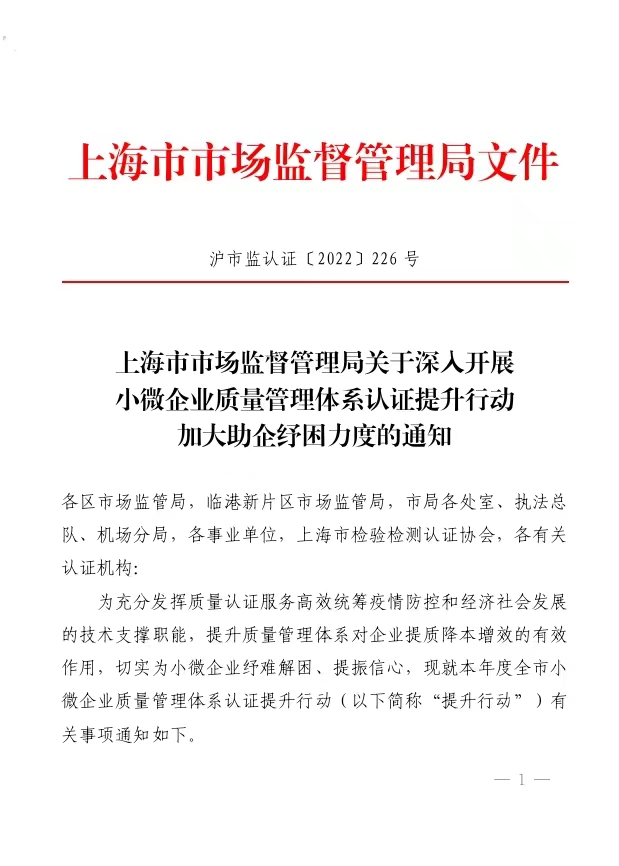 上海市市场监督管理局文件
沪市监认证〔2022〕226 号
上海市市场监督管理局关于深入开展
小微企业质量管理体系认证提升行动
加大助企纾困力度的通知
各区市场监管局，临港新片区市场监管局，市局各处室、执法总
队、机场分局，各事业单位，上海市检验检测认证协会，各有关
认证机构：
为充分发挥质量认证服务高效统筹疫情防控和经济社会发展
的技术支撑职能，提升质量管理体系对企业提质降本增效的有效
作用，切实为小微企业纾难解困、提振信心，现就本年度全市小
微企业质量管理体系认证提升行动（以下简称“提升行动”）有
关事项通知如下。
— 1 —